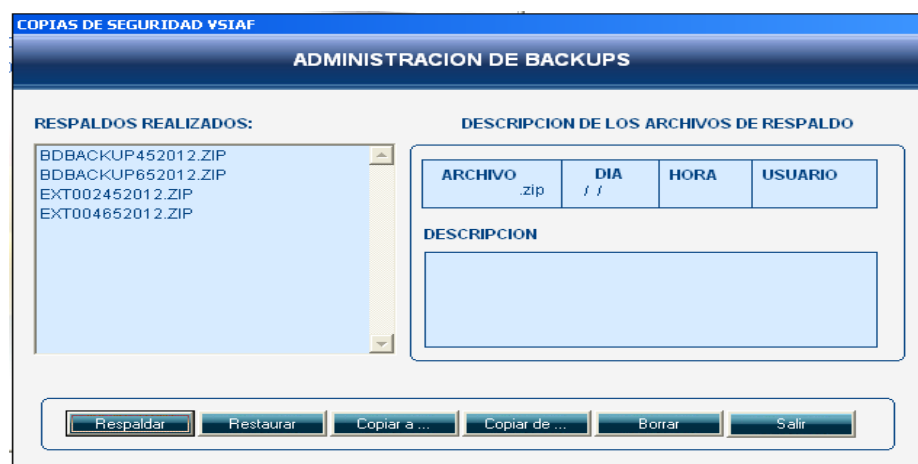 COPIAS DE SEGURIDAD VSIAF
ADMINISTRACION DE BACKUPS
RESPALDOS REALIZADOS:
BDBACKUP452012.ZIP
BDBACKUP652012.ZIP
EXT002452012.ZIP
EXT004652012.ZIP
DESCRIPCION DE LOS ARCHIVOS DE RESPALDO
ARCHIVO DIA HORA USUARIO
.zip / /
DESCRIPCION
Respaldar Restaurar Copiar a ... Copiar de ... Borrar Salir